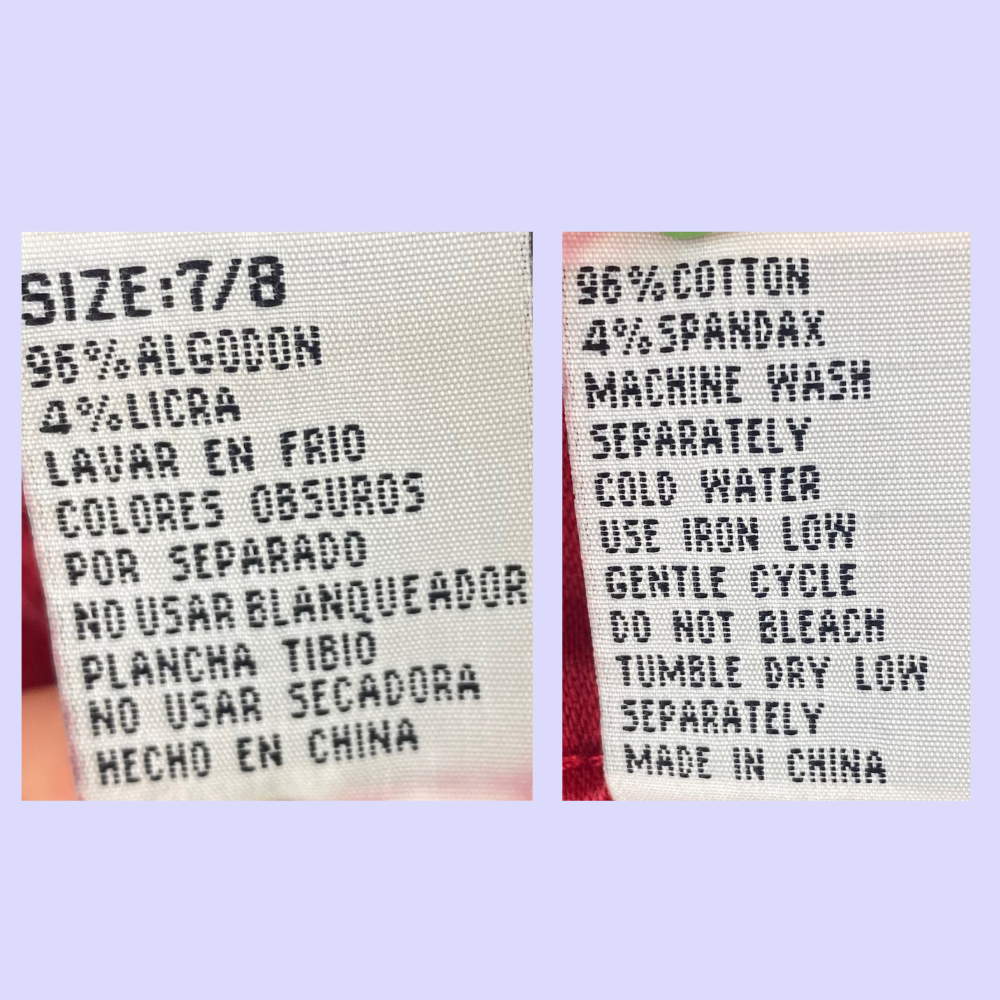 SIZE:7/8
96%ALGODON
4%LICRA
LAVAR EN FRIO
COLORES OBSUROS
POR SEPARADO
NO USAR BLANQUEADOR
PLANCHA TIBIO
NO USAR SECADORA
HECHO EN CHINA
96%COTTON
4%SPANDAX
MACHINE WASH
SEPARATELY
COLD WATER
USE IRON LOW
GENTLE CYCLE
DO NOT BLEACH
TUMBLE DRY LOW
SEPARATELY
MADE IN CHINA